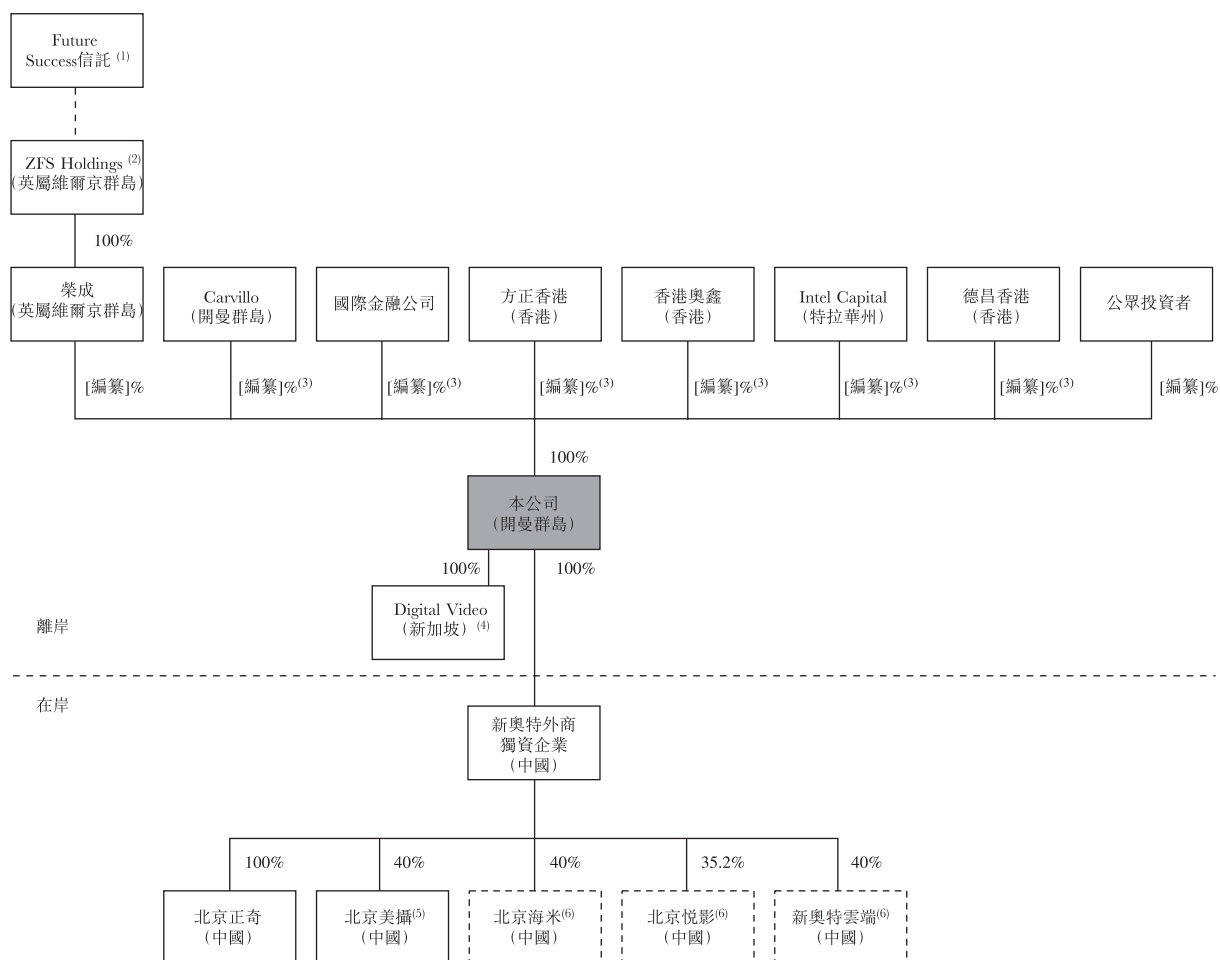 Future
Success信託 (1)
ZFS Holdings (2)
(英屬維爾京群島)
100%
榮成
(英屬維爾京群島)
Carvillo
(開曼群島)
國際金融公司
方正香港
(香港)
香港奧鑫
(香港)
Intel Capital
(特拉華州)
德昌香港
(香港)
公眾投資者
[編纂]%
[編纂]%(3)
[編纂]%(3)
[編纂]%(3)
[編纂]%(3)
[編纂]%(3)
[編纂]%(3)
[編纂]%
100%
本公司
(開曼群島)
100%
100%
Digital Video
(新加坡) (4)
離岸
在岸
新奧特外商
獨資企業
(中國)
100%
40%
40%
35.2%
40%
北京正奇
(中國)
北京美攝(5)
(中國)
北京海米(6)
(中國)
北京悦影(6)
(中國)
新奧特雲端(6)
(中國)